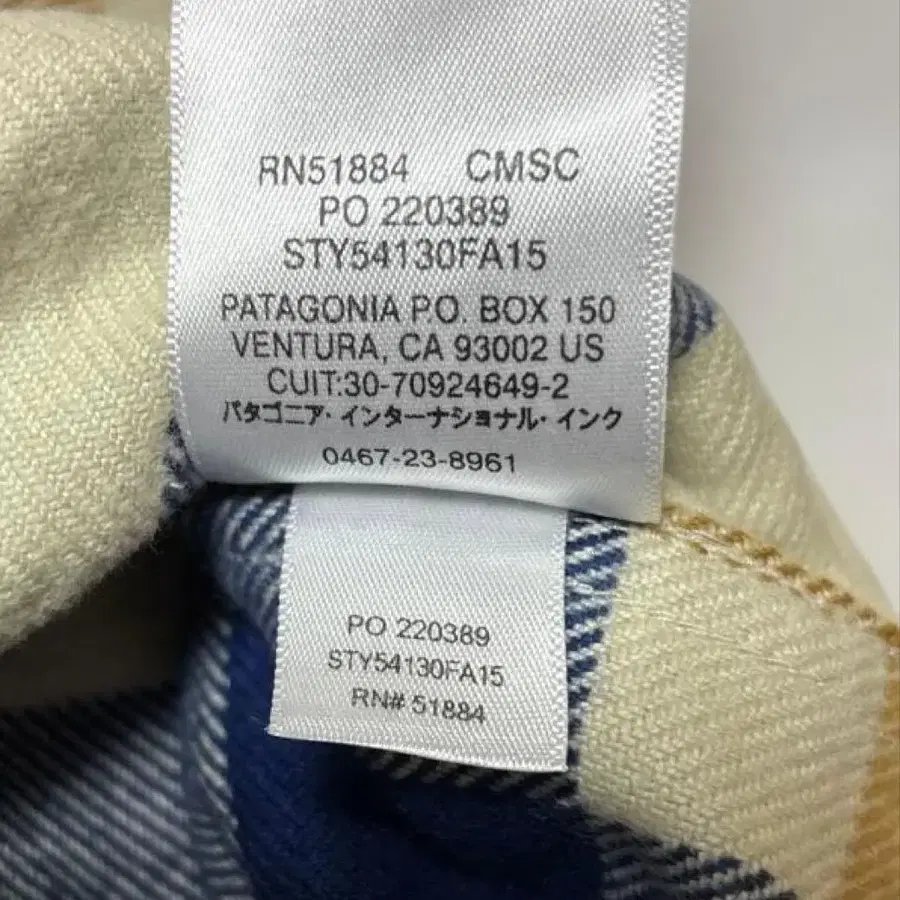 RN51884 CMSC
PO 220389
STY54130FA15
PATAGONIA P.O. BOX 150
VENTURA, CA 93002 US
CUIT:30-70924649-2
パタゴニア・インターナショナル・インク
0467-23-8961
PO 220389
STY54130FA15
RN# 51884